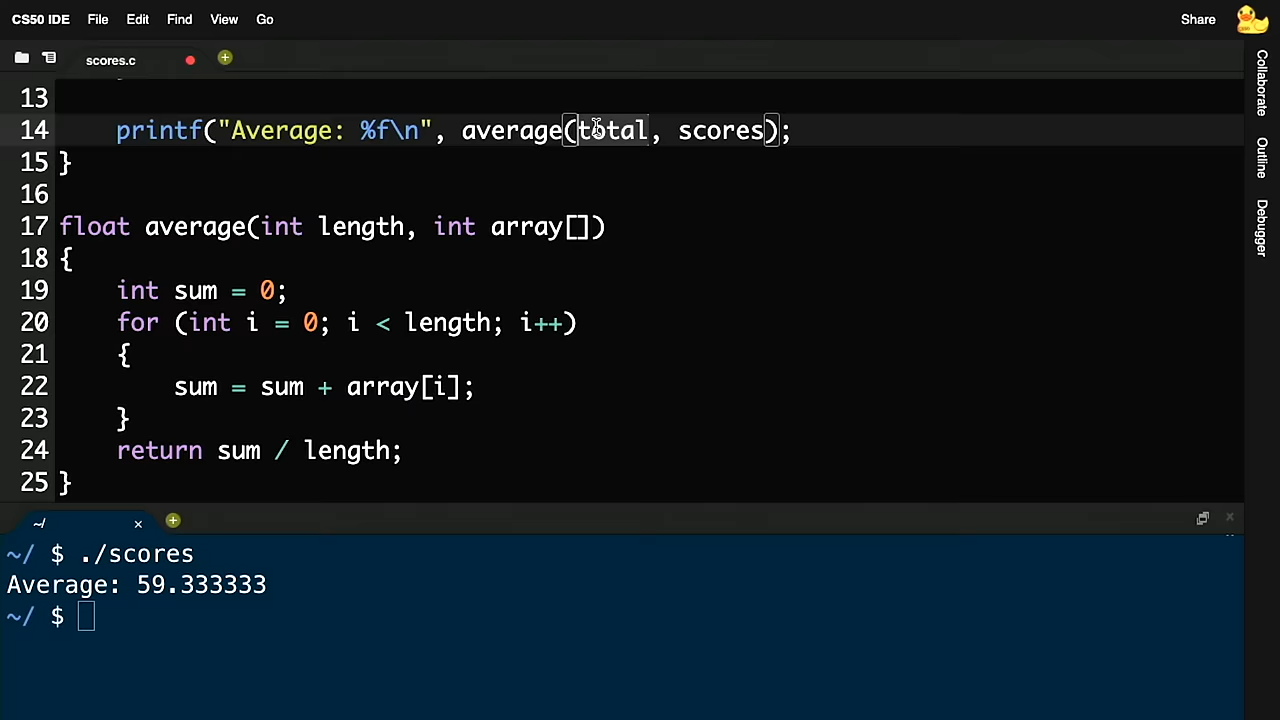 CS50 IDE File Edit Find View Go Share
scores.c
13
14 printf("Average: %f\n", average(total, scores);
15 }
16
17 float average(int length, int array[])
18 {
19 int sum = 0;
20 for (int i = 0; i < length; i++)
21 {
22 sum = sum + array[i];
23 }
24 return sum / length;
25 }
~/
~/ $ ./scores
Average: 59.333333
~/ $
Collaborate
Outline
Debugger